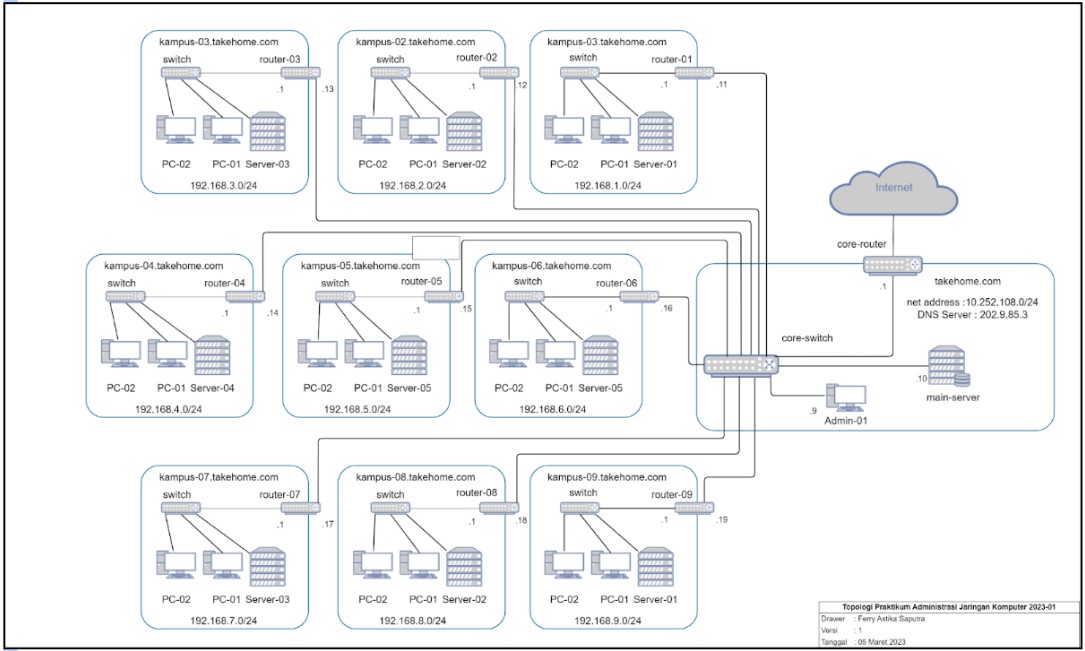 kampus-03.takehome.com
switch
router-03
.1
.13
PC-02
PC-01
Server-03
192.168.3.0/24
kampus-02.takehome.com
switch
router-02
.1
.12
PC-02
PC-01
Server-02
192.168.2.0/24
kampus-03.takehome.com
switch
router-01
.1
.11
PC-02
PC-01
Server-01
192.168.1.0/24
Internet
core-router
.1
takehome.com
net address :10.252.108.0/24
DNS Server : 202.9.85.3
core-switch
.10
main-server
.9
Admin-01
kampus-04.takehome.com
switch
router-04
.1
.14
PC-02
PC-01
Server-04
192.168.4.0/24
kampus-05.takehome.com
switch
router-05
.1
.15
PC-02
PC-01
Server-05
192.168.5.0/24
kampus-06.takehome.com
switch
router-06
.1
.16
PC-02
PC-01
Server-05
192.168.6.0/24
kampus-07.takehome.com
switch
router-07
.1
.17
PC-02
PC-01
Server-03
192.168.7.0/24
kampus-08.takehome.com
switch
router-08
.1
.18
PC-02
PC-01
Server-02
192.168.8.0/24
kampus-09.takehome.com
switch
router-09
.1
.19
PC-02
PC-01
Server-01
192.168.9.0/24
Topologi Praktikum Administrasi Jaringan Komputer 2023-01
Drawer : Ferry Astika Saputra
Versi : 1
Tanggal : 05 Maret 2023